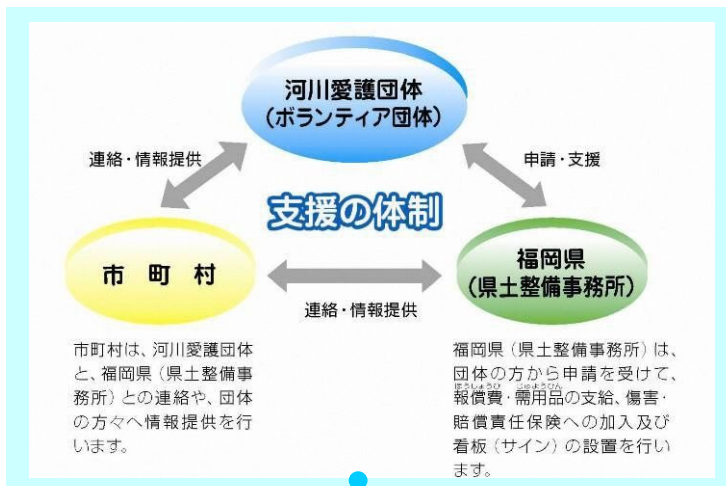 河川愛護団体
（ボランティア団体）
連絡・情報提供
申請・支援
支援の体制
市 町 村
福岡県
（県土整備事務所）
連絡・情報提供
市町村は、河川愛護団体
と、福岡県（県土整備事
務所）との連絡や、団体
の方々へ情報提供を行
います。
福岡県（県土整備事務所）は、
団体の方から申請を受けて、
ほうしょうひ じゅようひん
報償費・需用品の支給、傷害・
賠償責任保険への加入及び
看板（サイン）の設置を行い
ます。